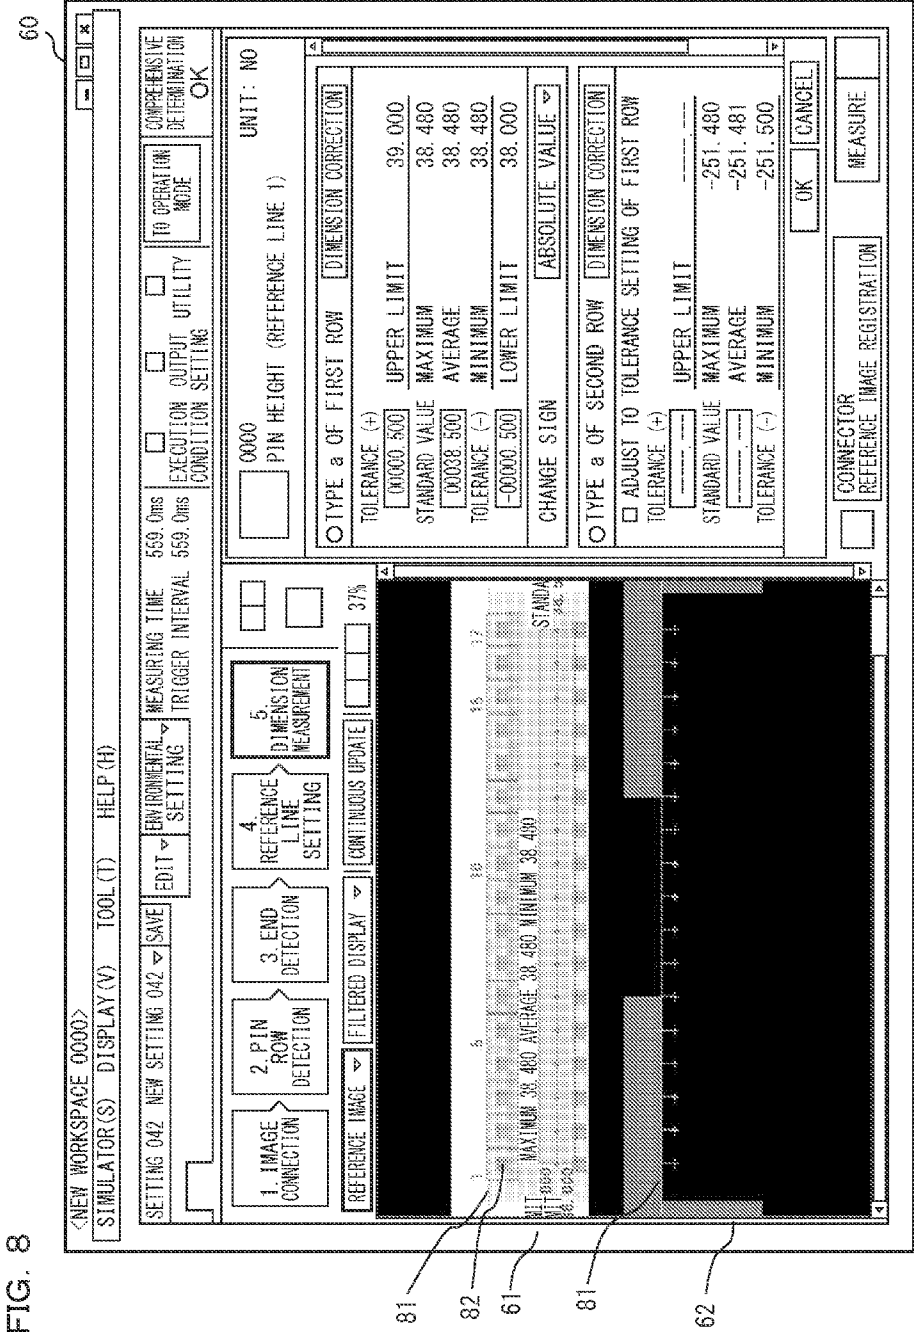 FIG. 8
60
<NEW WORKSPACE 0000>
SIMULATOR(S) DISPLAY(V) TOOL(T) HELP(H)
SETTING 042 NEW SETTING 042 SAVE
EDIT
ENVIRONMENTAL
SETTING
MEASURING TIME 559.0ms
TRIGGER INTERVAL 559.0ms
EXECUTION
CONDITION
OUTPUT
SETTING
UTILITY
TO OPERATION
MODE
COMPREHENSIVE
DETERMINATION
OK
1. IMAGE
CONNECTION
2. PIN
ROW
DETECTION
3. END
DETECTION
4.
REFERENCE
LINE
SETTING
5.
DIMENSION
MEASUREMENT
REFERENCE IMAGE
FILTERED DISPLAY
CONTINUOUS UPDATE
37%
0000
PIN HEIGHT (REFERENCE LINE 1)
UNIT: NO
TYPE a OF FIRST ROW
DIMENSION CORRECTION
TOLERANCE (+)
00000.500
UPPER LIMIT 39.000
STANDARD VALUE
MAXIMUM 38.480
00038.500
AVERAGE 38.480
TOLERANCE (-)
MINIMUM 38.480
-00000.500
LOWER LIMIT 38.000
CHANGE SIGN
ABSOLUTE VALUE
TYPE a OF SECOND ROW
DIMENSION CORRECTION
ADJUST TO TOLERANCE SETTING OF FIRST ROW
TOLERANCE (+)
-----.---
UPPER LIMIT -----.---
STANDARD VALUE
MAXIMUM -251.480
-----.---
AVERAGE -251.481
TOLERANCE (-)
MINIMUM -251.500
OK CANCEL
CONNECTOR
REFERENCE IMAGE REGISTRATION
MEASURE
1 6 10 16 17
MAXIMUM 38.480 AVERAGE 38.480 MINIMUM 38.480
STANDA
81
82
61
81
62